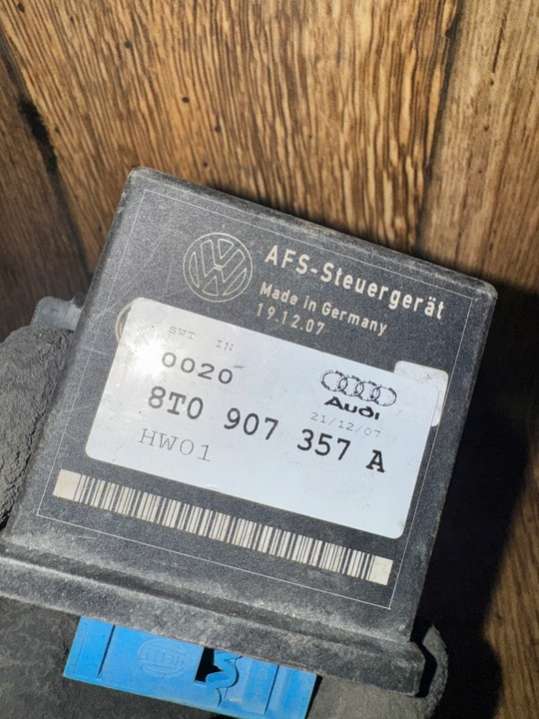 AFS-Steuergerät
Made in Germany
19.12.07
SWT IN
0020
Audi
21/12/07
8T0 907 357 A
HW01